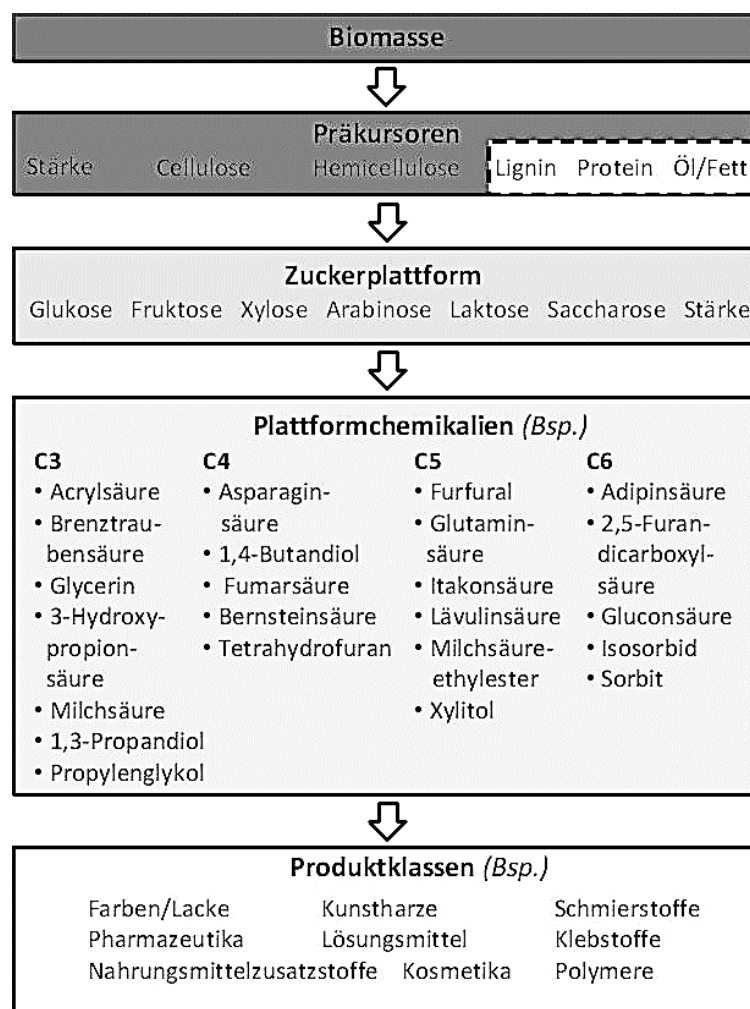 Biomasse
Präkursoren
Stärke Cellulose Hemicellulose Lignin Protein Öl/Fett
Zuckerplattform
Glukose Fruktose Xylose Arabinose Laktose Saccharose Stärke
Plattformchemikalien (Bsp.)
C3
• Acrylsäure
• Brenztrau-
bensäure
• Glycerin
• 3-Hydroxy-
propion-
säure
• Milchsäure
• 1,3-Propandiol
• Propylenglykol
C4
• Asparagin-
säure
• 1,4-Butandiol
• Fumarsäure
• Bernsteinsäure
• Tetrahydrofuran
C5
• Furfural
• Glutamin-
säure
• Itakonsäure
• Lävulinsäure
• Milchsäure-
ethylester
• Xylitol
C6
• Adipinsäure
• 2,5-Furan-
dicarboxyl-
säure
• Gluconsäure
• Isosorbid
• Sorbit
Produktklassen (Bsp.)
Farben/Lacke Kunstharze Schmierstoffe
Pharmazeutika Lösungsmittel Klebstoffe
Nahrungsmittelzusatzstoffe Kosmetika Polymere